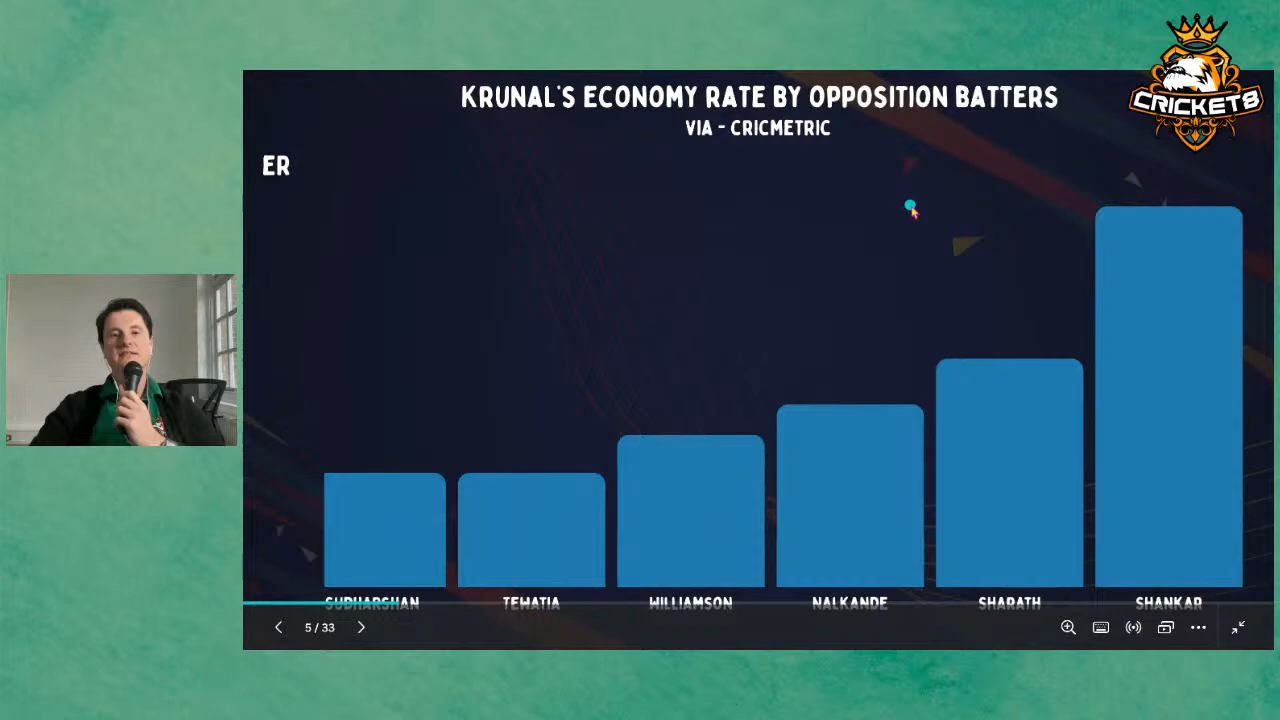 CRICKET8
KRUNAL'S ECONOMY RATE BY OPPOSITION BATTERS
VIA - CRICMETRIC
ER
SUDHARSHAN TEWATIA WILLIAMSON NALKANDE SHARATH SHANKAR
5 / 33